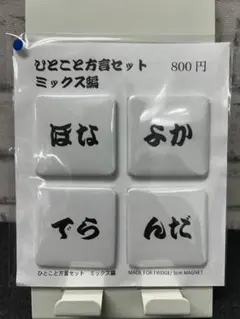 ひとこと方言セット
ミックス編
800円
ほな
よか
でら
んだ
ひとこと方言セット ミックス編
MADE FOR FRIDGE/ 5cm MAGNET